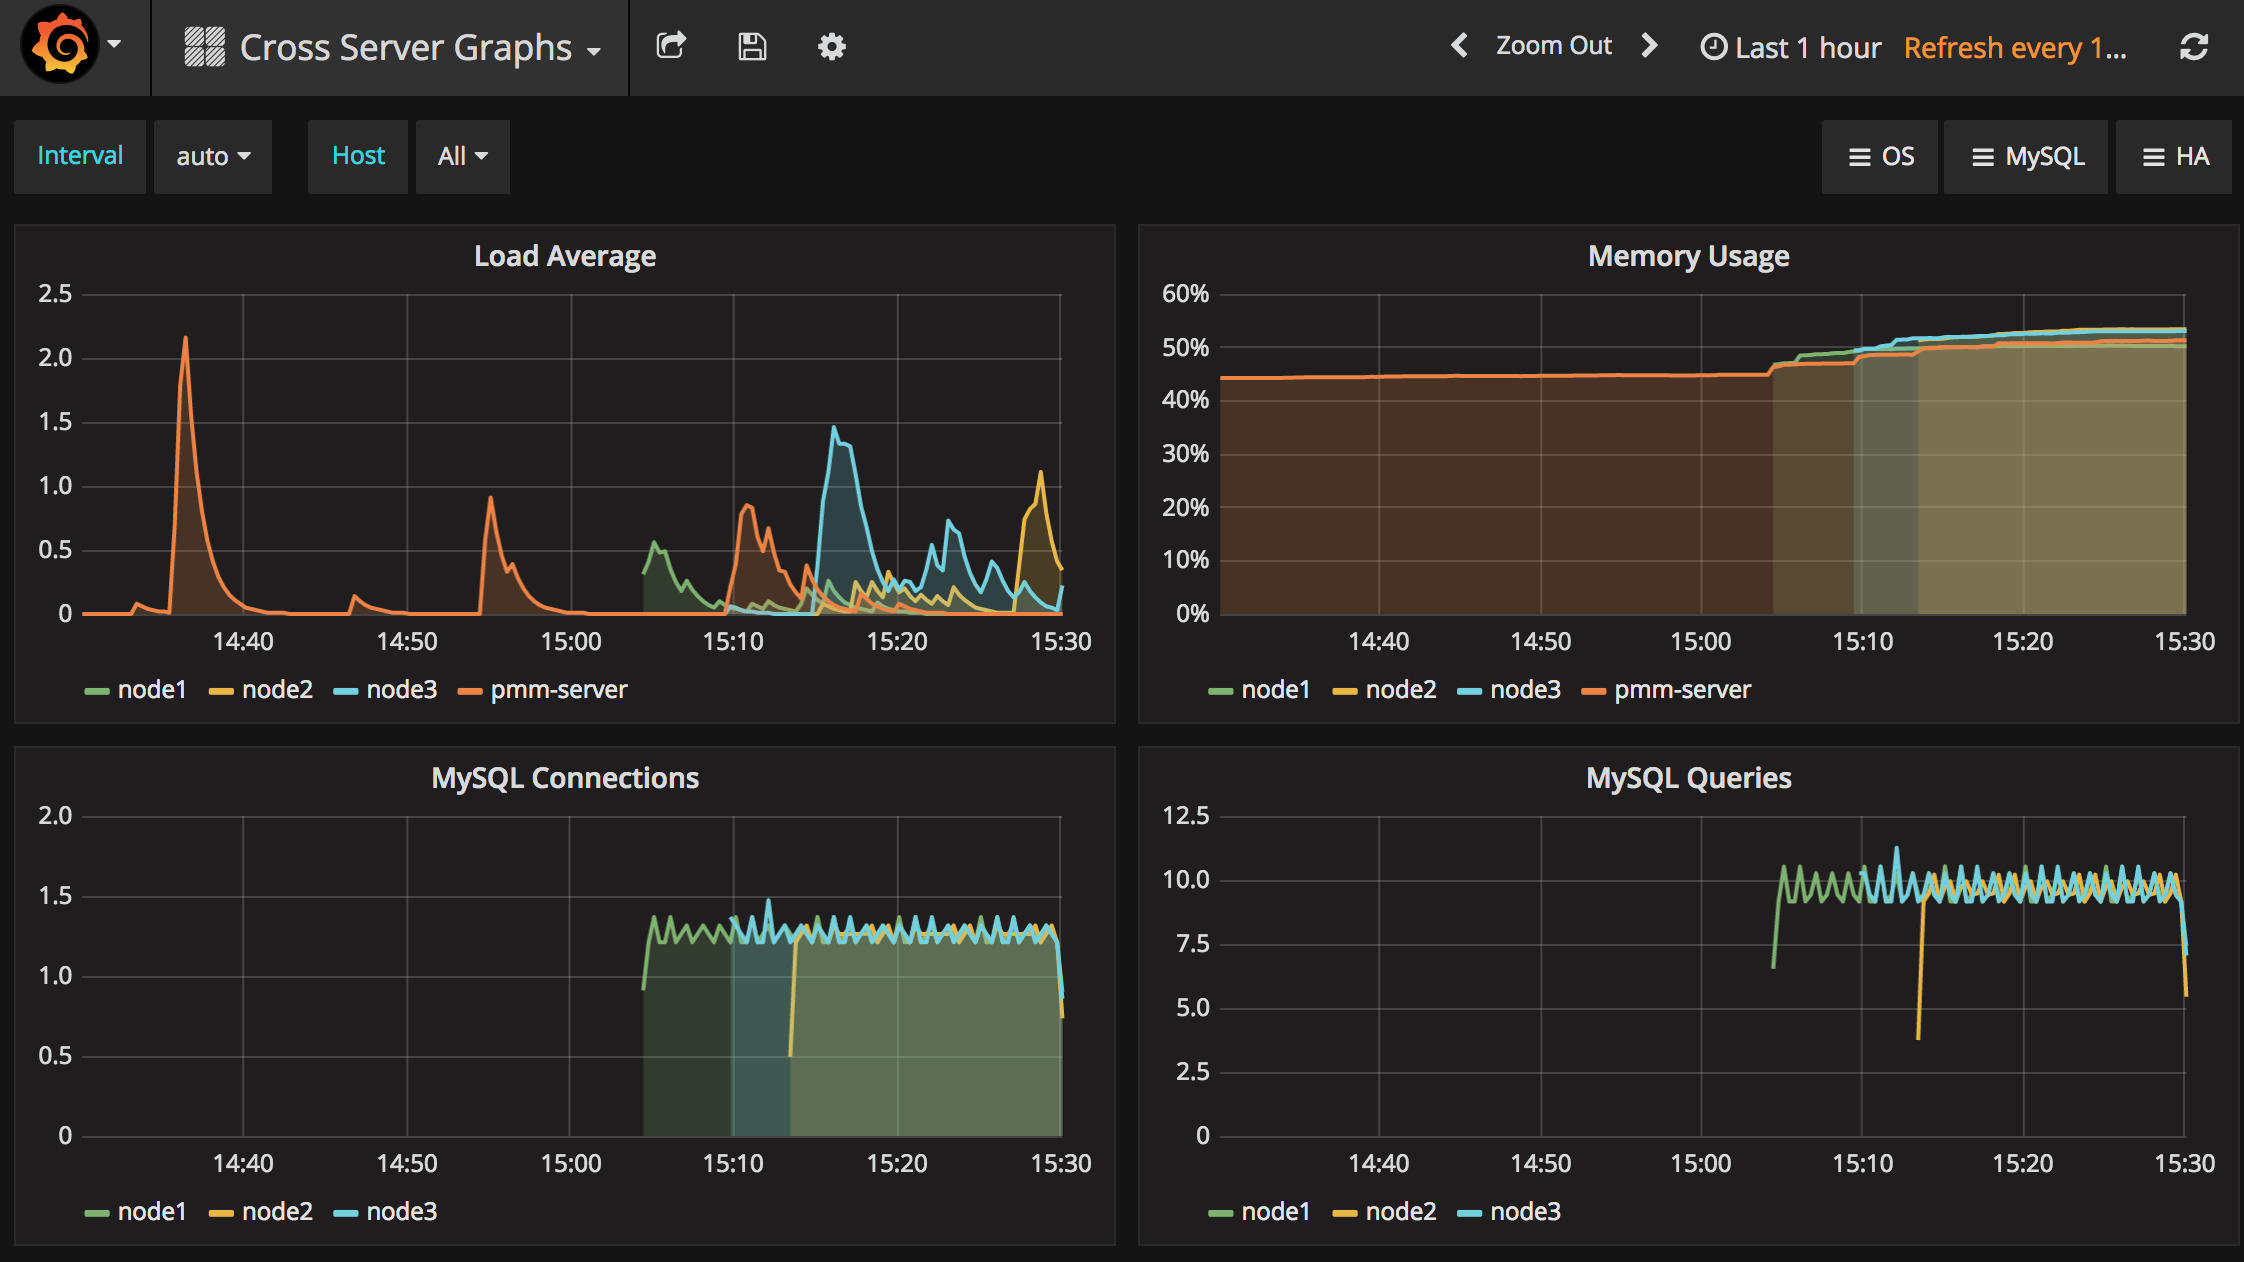 Cross Server Graphs
Zoom Out
Last 1 hour Refresh every 1...
Interval auto Host All
OS MySQL HA
Load Average
2.5
2.0
1.5
1.0
0.5
0
14:40 14:50 15:00 15:10 15:20 15:30
node1 node2 node3 pmm-server
Memory Usage
60%
50%
40%
30%
20%
10%
0%
14:40 14:50 15:00 15:10 15:20 15:30
node1 node2 node3 pmm-server
MySQL Connections
2.0
1.5
1.0
0.5
0
14:40 14:50 15:00 15:10 15:20 15:30
node1 node2 node3
MySQL Queries
12.5
10.0
7.5
5.0
2.5
0
14:40 14:50 15:00 15:10 15:20 15:30
node1 node2 node3